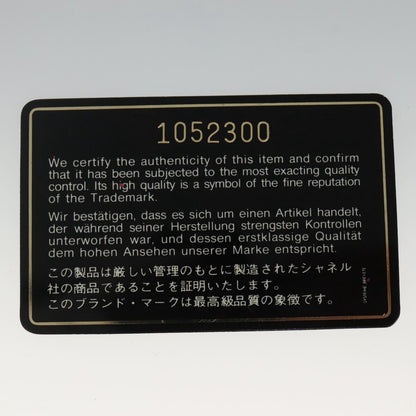 1052300
We certify the authenticity of this item and confirm
that it has been subjected to the most exacting quality
control. Its high quality is a symbol of the fine reputation
of the Trademark.
Wir bestätigen, dass es sich um einen Artikel handelt,
der während seiner Herstellung strengsten Kontrollen
unterworfen war, und dessen erstklassige Qualität
dem hohen Ansehen unserer Marke entspricht.
この製品は厳しい管理のもとに製造されたシャネル
社の商品であることを証明いたします。
このブランド・マークは最高級品質の象徴です。